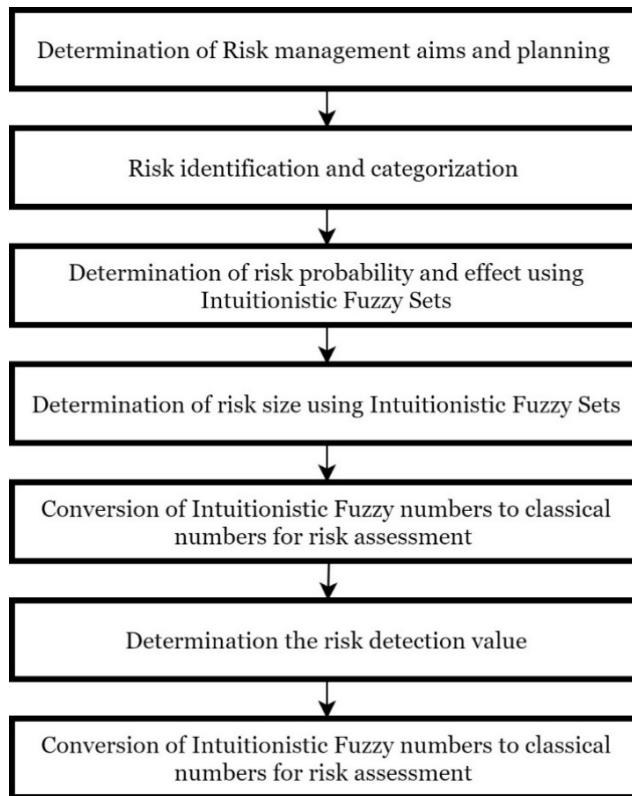 Determination of Risk management aims and planning
Risk identification and categorization
Determination of risk probability and effect using
Intuitionistic Fuzzy Sets
Determination of risk size using Intuitionistic Fuzzy Sets
Conversion of Intuitionistic Fuzzy numbers to classical
numbers for risk assessment
Determination the risk detection value
Conversion of Intuitionistic Fuzzy numbers to classical
numbers for risk assessment